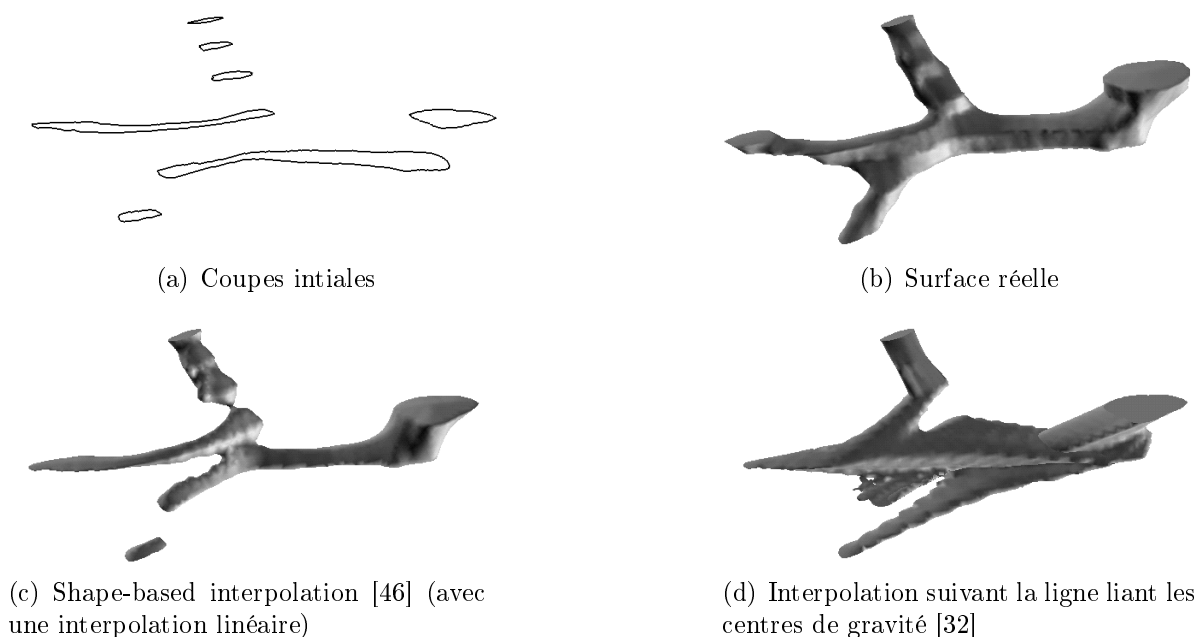 (a) Coupes intiales
(b) Surface réelle
(c) Shape-based interpolation [46] (avec
une interpolation linéaire)
(d) Interpolation suivant la ligne liant les
centres de gravité [32]